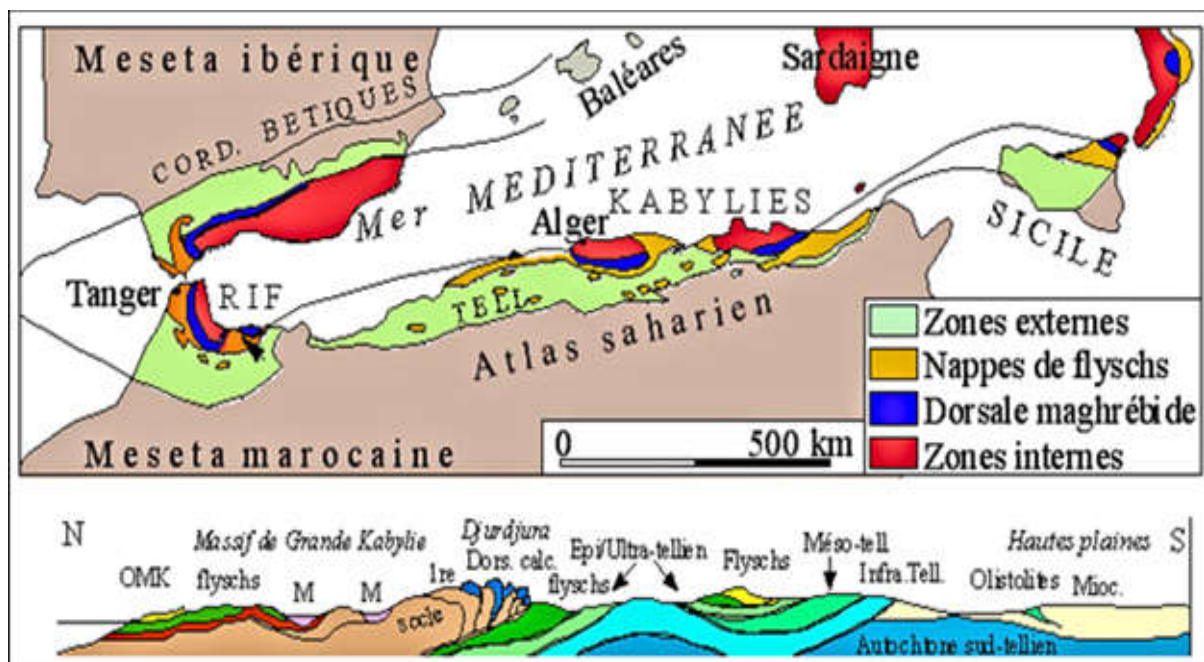 Meseta ibérique
CORD. BETIQUES
Baléares
Sardaigne
Mer MEDITERRANEE
KABYLIES
Alger
SICILE
Tanger
RIF
TELL
Atlas saharien
Meseta marocaine
0 500 km
Zones externes
Nappes de flyschs
Dorsale maghrébide
Zones internes
N
Massif de Grande Kabylie
Djurdjura
Hautes plaines
S
OMK
flyschs
M
M
1re
Dors. calc.
flyschs
Epi/Ultra-tellien
Flyschs
Méso-tell.
Infra.Tell.
Olistolites
Mioc.
socle
Autochtone sud-tellien